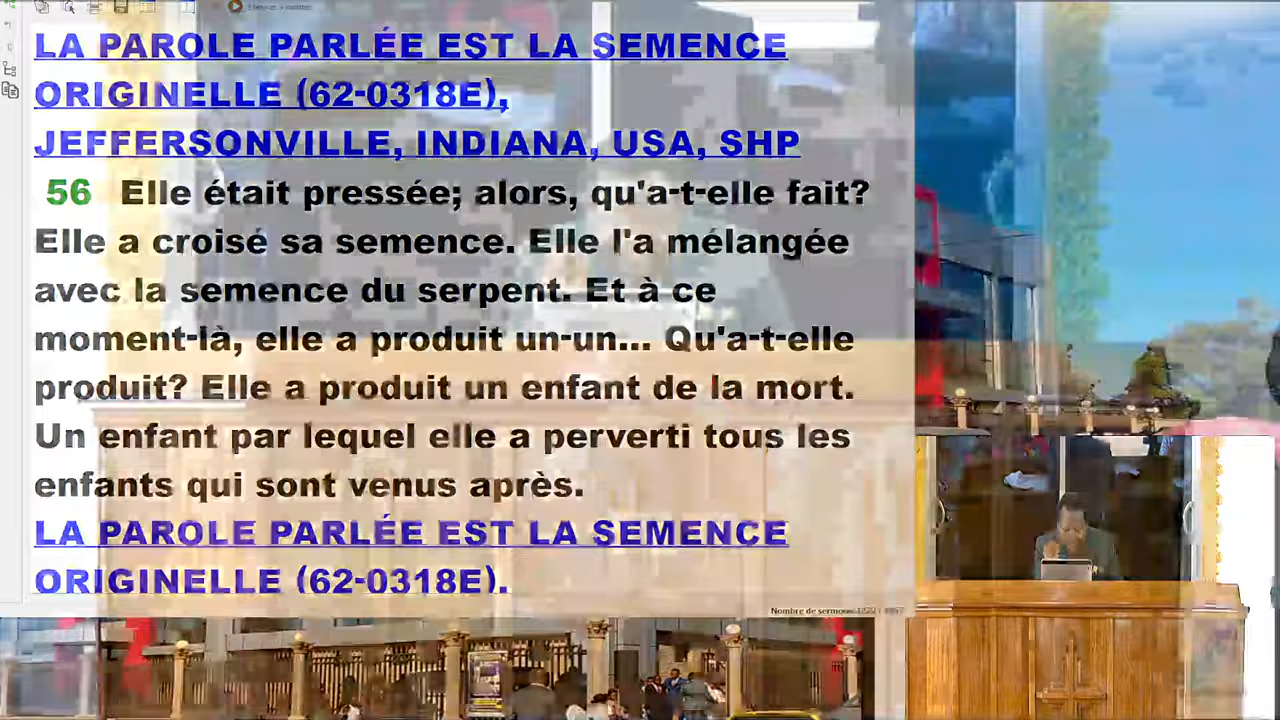 LA PAROLE PARLÉE EST LA SEMENCE
ORIGINELLE (62-0318E),
JEFFERSONVILLE, INDIANA, USA, SHP
56 Elle était pressée; alors, qu'a-t-elle fait?
Elle a croisé sa semence. Elle l'a mélangée
avec la semence du serpent. Et à ce
moment-là, elle a produit un-un... Qu'a-t-elle
produit? Elle a produit un enfant de la mort.
Un enfant par lequel elle a perverti tous les
enfants qui sont venus après.
LA PAROLE PARLÉE EST LA SEMENCE
ORIGINELLE (62-0318E).
Nombre de sermons